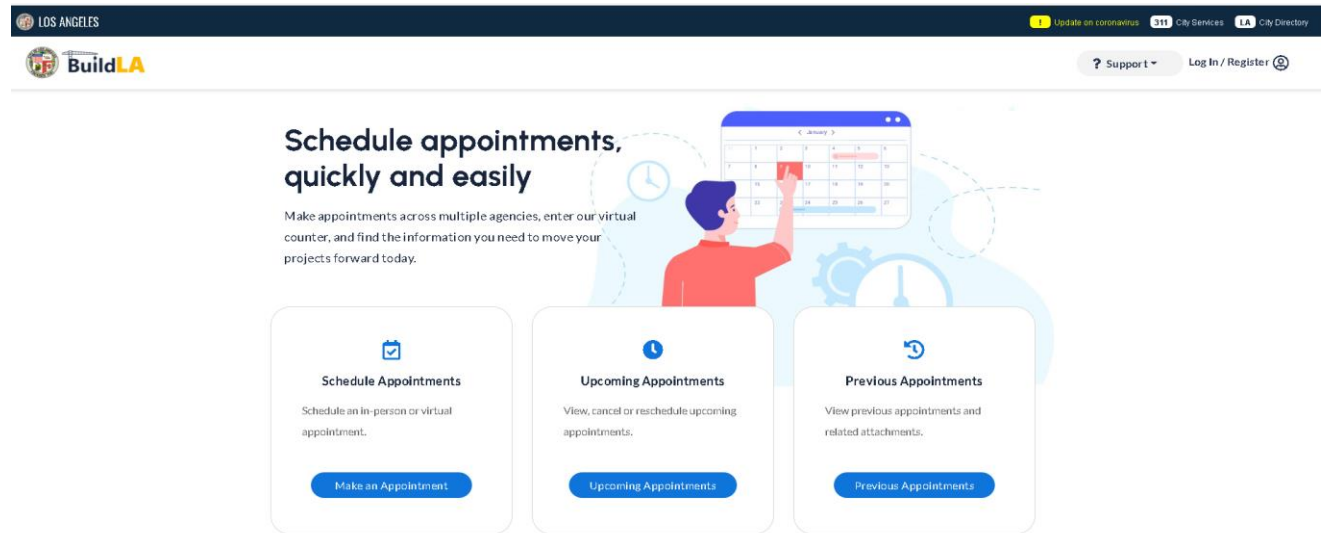 LOS ANGELES
! Update on coronavirus 311 City Services LA City Directory
BuildLA
? Support
Log In / Register
Schedule appointments,
quickly and easily
Make appointments across multiple agencies, enter our virtual
counter, and find the information you need to move your
projects forward today.
January
Schedule Appointments
Schedule an in-person or virtual
appointment.
Make an Appointment
Upcoming Appointments
View, cancel or reschedule upcoming
appointments.
Upcoming Appointments
Previous Appointments
View previous appointments and
related attachments.
Previous Appointments